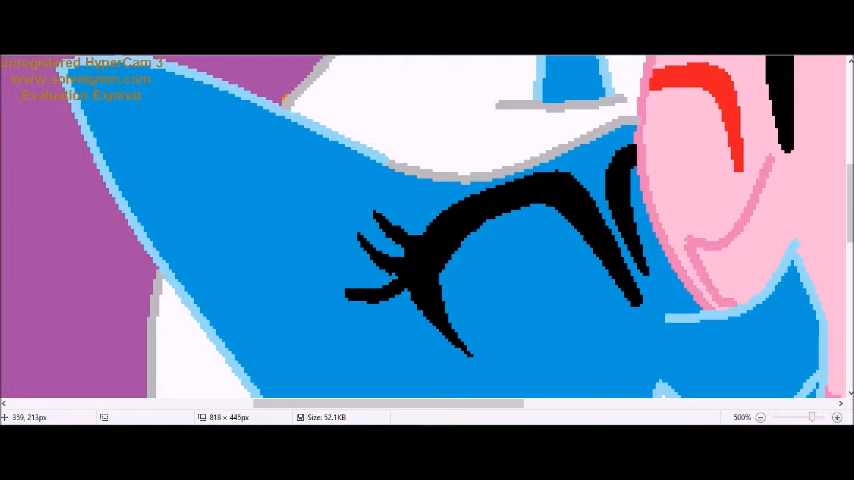 Unregistered HyperCam 3
www.solveigmm.com
Evaluation Expired
359, 213px
818 × 445px
Size: 52.1KB
500%